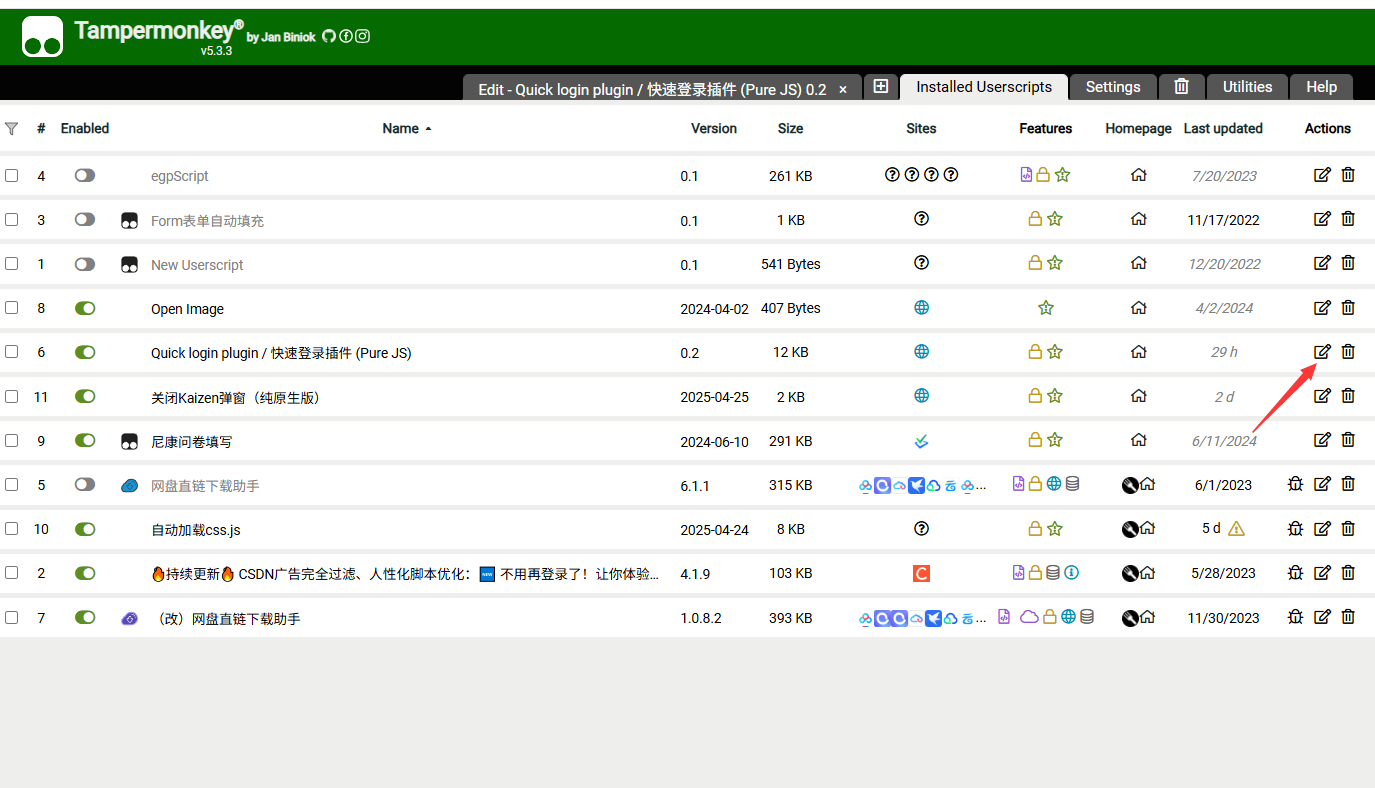 Tampermonkey® by Jan Biniok
v5.3.3
Edit - Quick login plugin / 快速登录插件 (Pure JS) 0.2 × Installed Userscripts Settings Utilities Help
# Enabled Name Version Size Sites Features Homepage Last updated Actions
4 egpScript 0.1 261 KB 7/20/2023
3 Form表单自动填充 0.1 1 KB 11/17/2022
1 New Userscript 0.1 541 Bytes 12/20/2022
8 Open Image 2024-04-02 407 Bytes 4/2/2024
6 Quick login plugin / 快速登录插件 (Pure JS) 0.2 12 KB 29 h
11 关闭Kaizen弹窗（纯原生版） 2025-04-25 2 KB 2 d
9 尼康问卷填写 2024-06-10 291 KB 6/11/2024
5 网盘直链下载助手 6.1.1 315 KB ... 6/1/2023
10 自动加载css.js 2025-04-24 8 KB 5 d
2 🔥持续更新🔥 CSDN广告完全过滤、人性化脚本优化：🆕 不用再登录了！让你体验... 4.1.9 103 KB C 5/28/2023
7 （改）网盘直链下载助手 1.0.8.2 393 KB ... 11/30/2023